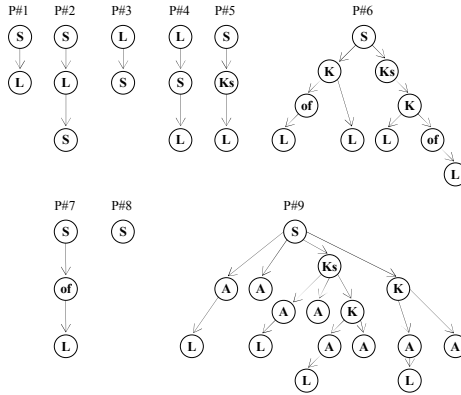 P#1 P#2 P#3 P#4 P#5 P#6
S S L L S S
L L S S Ks K Ks
of K
S L L L L L of
L
P#7 P#8 P#9
S S S
Ks
of A A K
A A K
L L L A A A A
L L